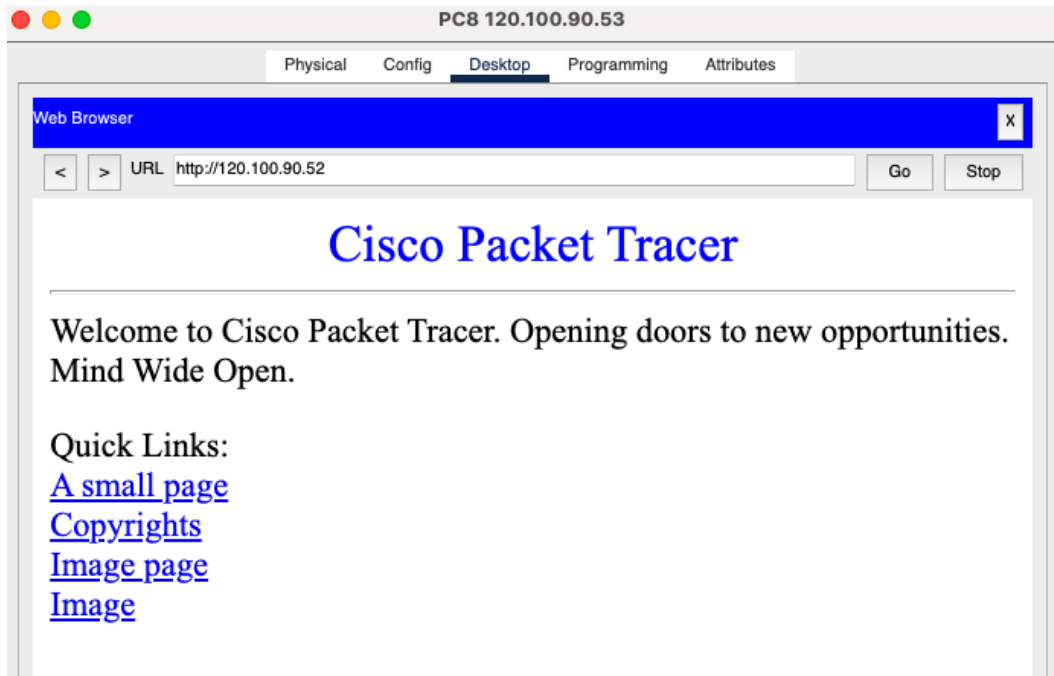 PC8 120.100.90.53
Physical Config Desktop Programming Attributes
Web Browser X
< > URL http://120.100.90.52 Go Stop
Cisco Packet Tracer
Welcome to Cisco Packet Tracer. Opening doors to new opportunities.
Mind Wide Open.
Quick Links:
A small page
Copyrights
Image page
Image